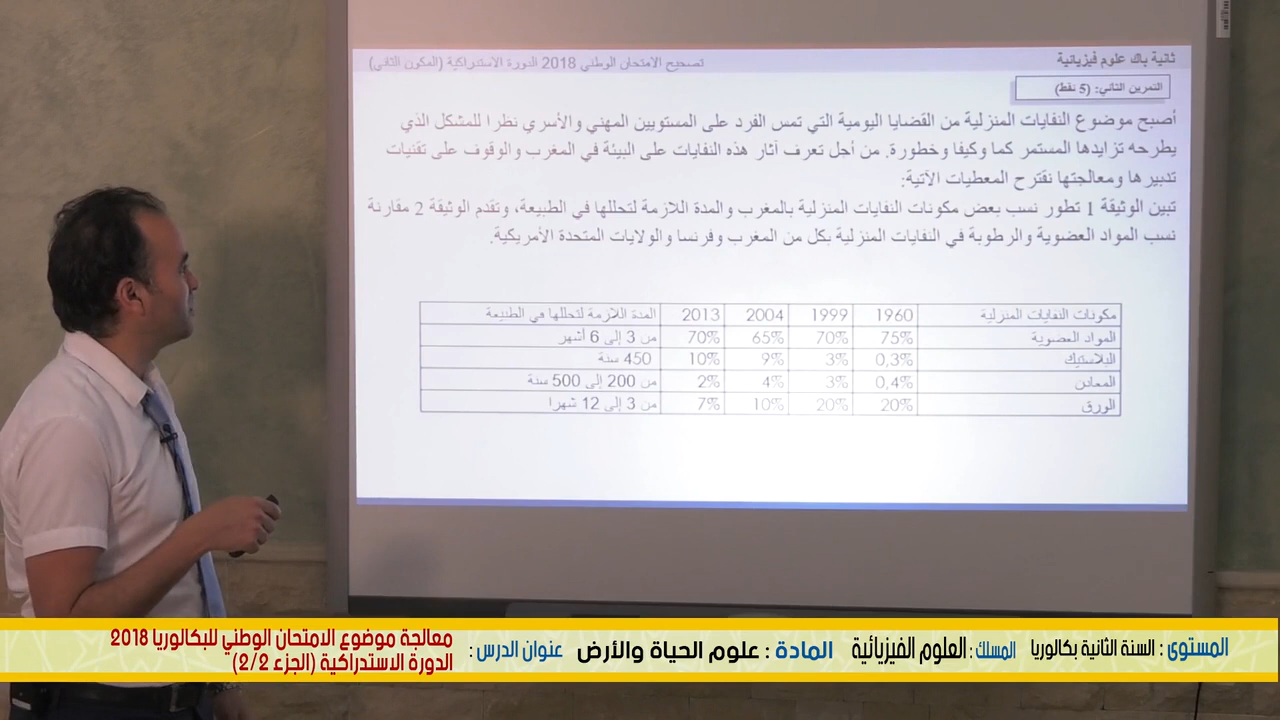 ثانية باك علوم فيزيائية
تصحيح الامتحان الوطني 2018 الدورة الاستدراكية (المكون الثاني)
التمرين الثاني: (5 نقط)
أصبح موضوع النفايات المنزلية من القضايا اليومية التي تمس الفرد على المستويين المهني والأسري نظرا للمشكل الذي
يطرحه تزايدها المستمر كما وكيفا وخطورة. من أجل تعرف آثار هذه النفايات على البيئة في المغرب والوقوف على تقنيات
تدبيرها ومعالجتها نقترح المعطيات الآتية:
تبين الوثيقة 1 تطور نسب بعض مكونات النفايات المنزلية بالمغرب والمدة اللازمة لتحللها في الطبيعة، وتقدم الوثيقة 2 مقارنة
نسب المواد العضوية والرطوبة في النفايات المنزلية بكل من المغرب وفرنسا والولايات المتحدة الأمريكية.
مكونات النفايات المنزلية 1960 1999 2004 2013 المدة اللازمة لتحللها في الطبيعة
المواد العضوية 75% 70% 65% 70% من 3 إلى 6 أشهر
البلاستيك 0,3% 3% 9% 10% 450 سنة
المعادن 0,4% 3% 4% 2% من 200 إلى 500 سنة
الورق 20% 20% 10% 7% من 3 إلى 12 شهرا
المستوى : السنة الثانية بكالوريا المسلك : العلوم الفيزيائية المادة : علوم الحياة والأرض عنوان الدرس : معالجة موضوع الامتحان الوطني للبكالوريا 2018
الدورة الاستدراكية (الجزء 2/2)